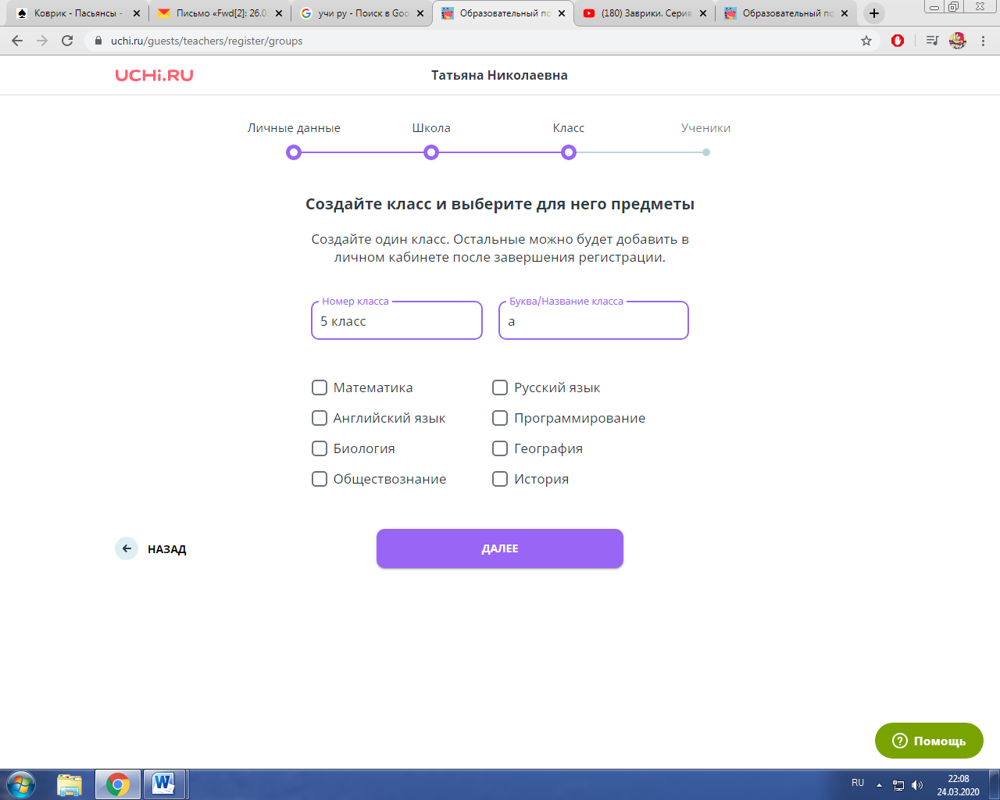 Коврик - Пасьянсы -
Письмо «Fwd[2]: 26.0
учи ру - Поиск в Goo
Образовательный по
(180) Заврики. Серия
Образовательный по
uchi.ru/guests/teachers/register/groups
UCHi.RU
Татьяна Николаевна
Личные данные
Школа
Класс
Ученики
Создайте класс и выберите для него предметы
Создайте один класс. Остальные можно будет добавить в
личном кабинете после завершения регистрации.
Номер класса
Буква/Название класса
5 класс
а
Математика
Русский язык
Английский язык
Программирование
Биология
География
Обществознание
История
НАЗАД
ДАЛЕЕ
Помощь
RU
22:08
24.03.2020